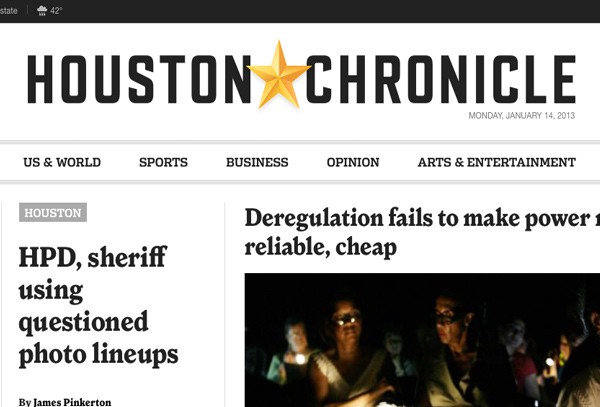 state 42°
HOUSTON CHRONICLE
MONDAY, JANUARY 14, 2013
US & WORLD SPORTS BUSINESS OPINION ARTS & ENTERTAINMENT
HOUSTON
HPD, sheriff
using
questioned
photo lineups
By James Pinkerton
Deregulation fails to make power
reliable, cheap